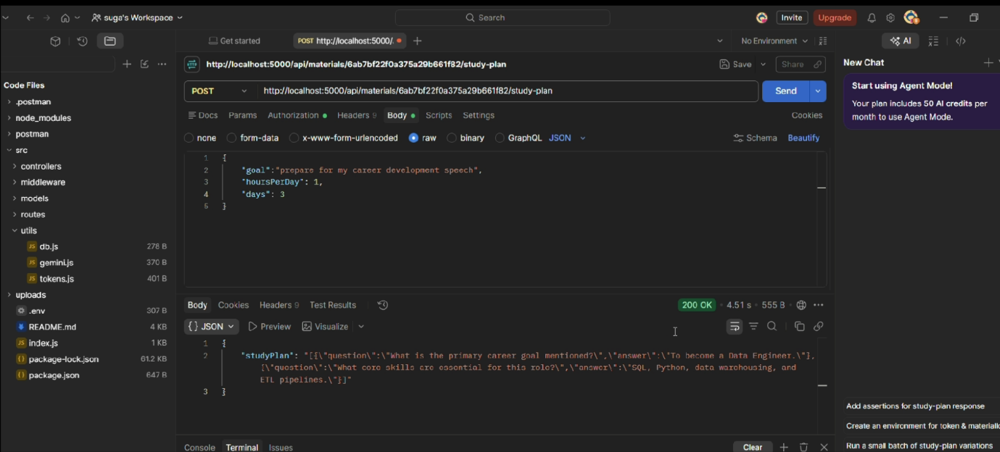 suga's Workspace
Search
Invite
Upgrade
Get started
POST http://localhost:5000/.
No Environment
AI
http://localhost:5000/api/materials/6ab7bf22f0a375a29b661f82/study-plan
Save
Share
New Chat
Code Files
POST
http://localhost:5000/api/materials/6ab7bf22f0a375a29b661f82/study-plan
Send
Start using Agent Mode!
Your plan includes 50 AI credits per
month to use Agent Mode.
.postman
node_modules
postman
src
controllers
middleware
models
routes
utils
db.js 278 B
gemini.js 370 B
tokens.js 401 B
uploads
.env 307 B
README.md 4 KB
index.js 1 KB
package-lock.json 61.2 KB
package.json 647 B
Docs Params Authorization Headers 9 Body Scripts Settings Cookies
none form-data x-www-form-urlencoded raw binary GraphQL JSON Schema Beautify
1 {
2 "goal":"prepare for my career development speech",
3 "hoursPerDay": 1,
4 "days": 3
5 }
Body Cookies Headers 9 Test Results 200 OK 4.51 s 555 B
{} JSON Preview Visualize
1 {
2 "studyPlan": "[{\"question\":\"What is the primary career goal mentioned?\",\"answer\":\"To become a Data Engineer.\"},
{\"question\":\"What core skills are essential for this role?\",\"answer\":\"SQL, Python, data warehousing, and
ETL pipelines.\"}]"
3 }
Add assertions for study-plan response
Create an environment for token & materialI
Run a small batch of study-plan variations
Console Terminal Issues Clear